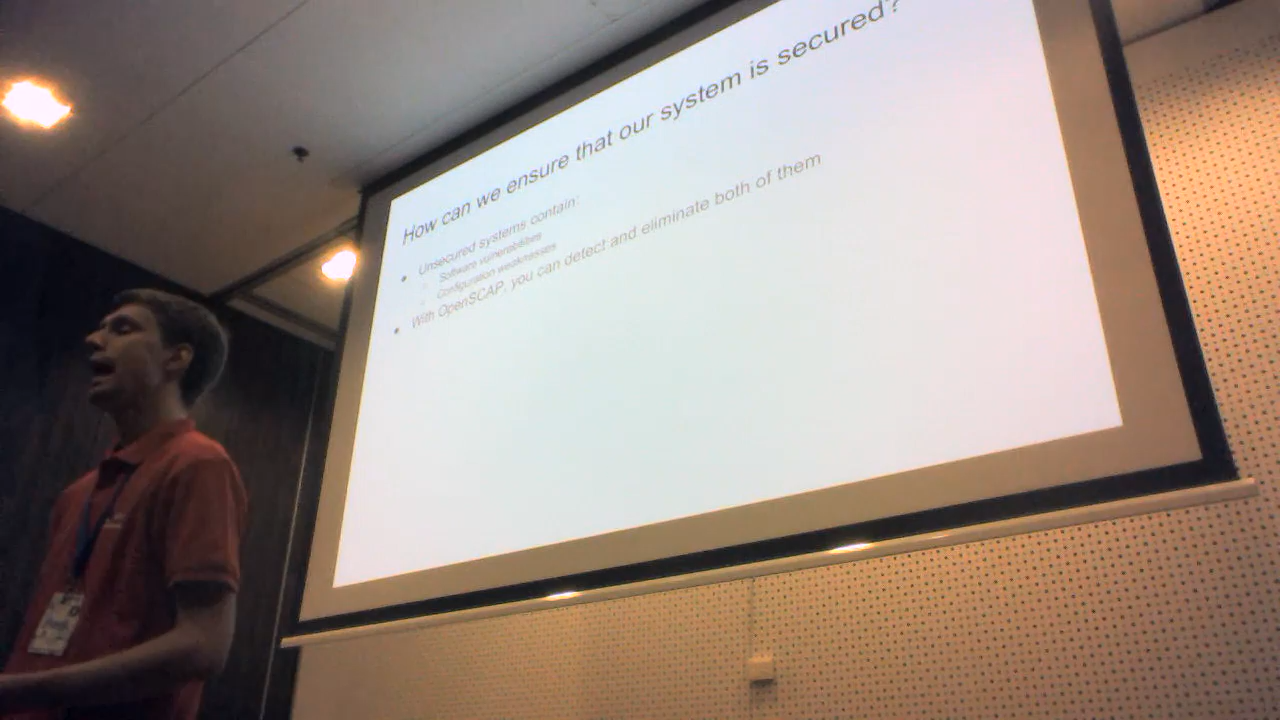 How can we ensure that our system is secured?
Unsecured systems contain:
Software vulnerabilities
Configuration weaknesses
With OpenSCAP, you can detect and eliminate both of them